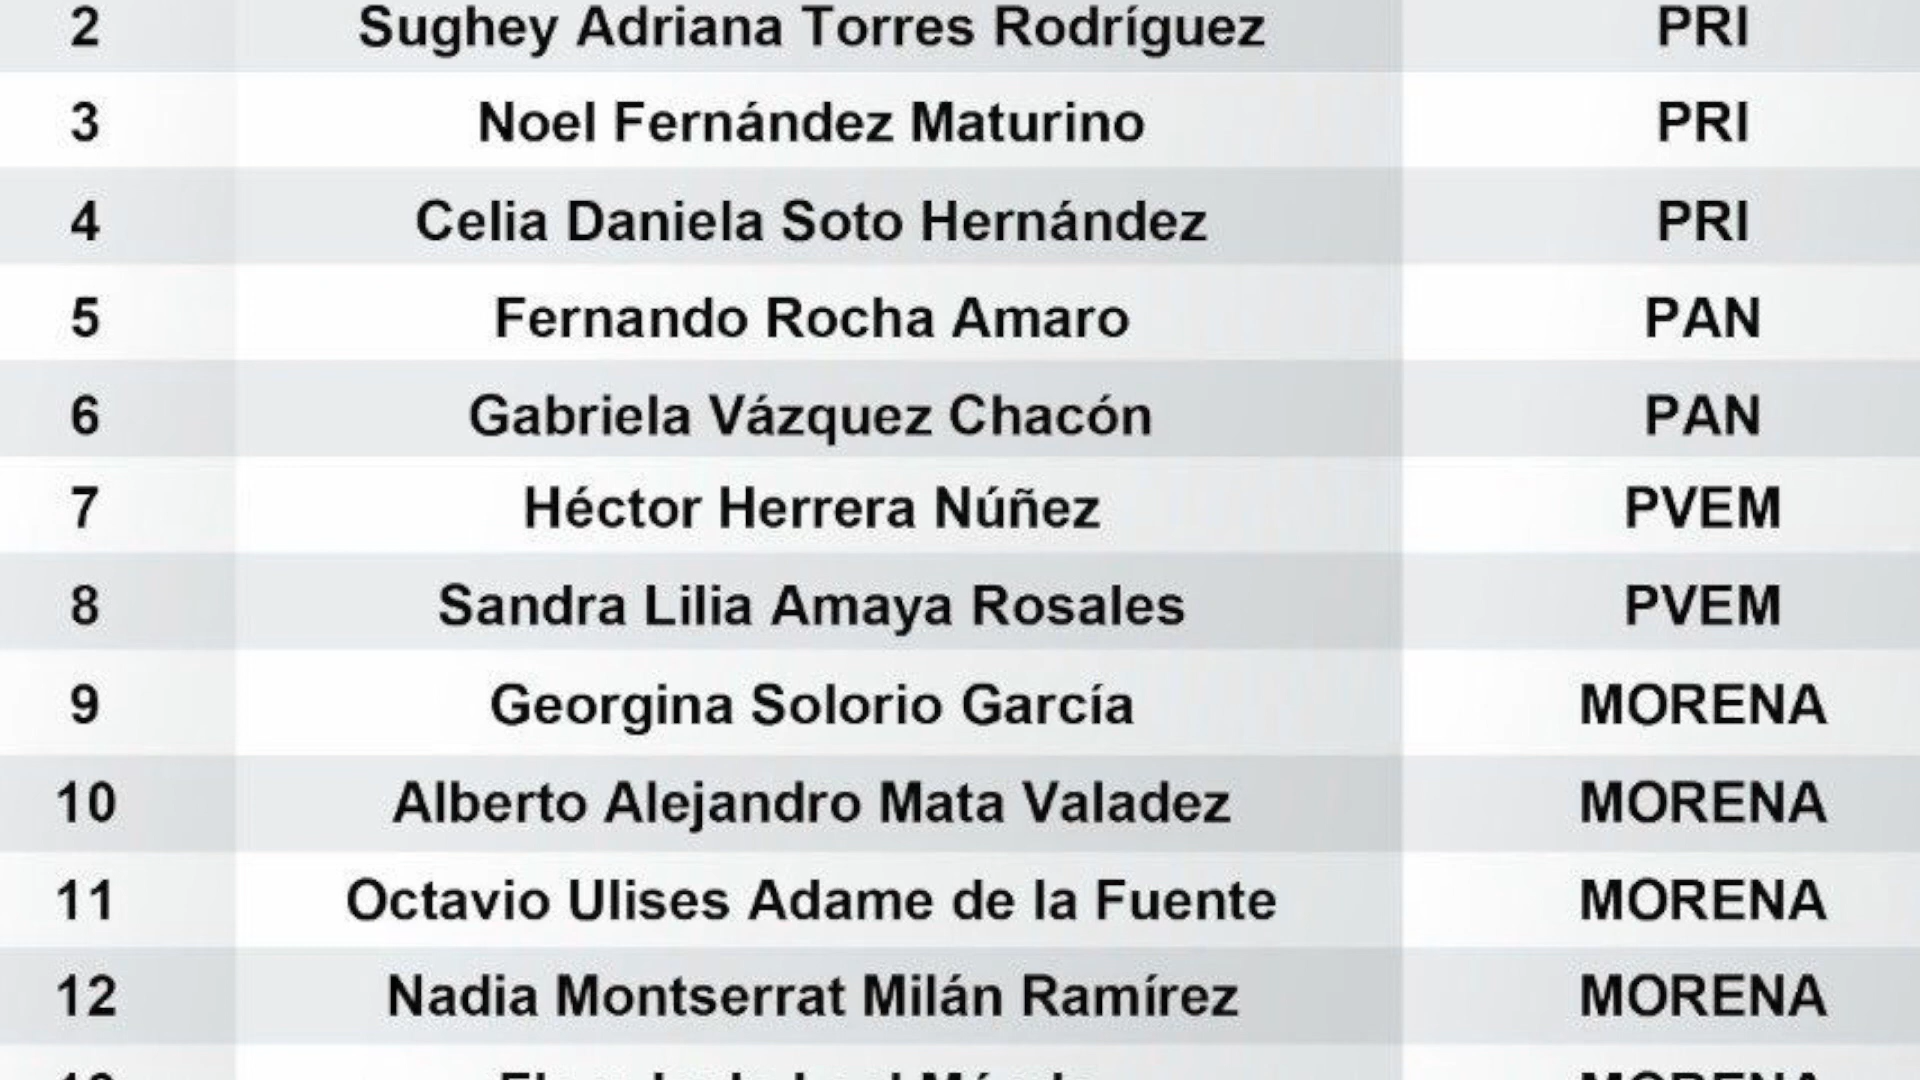 2 Sughey Adriana Torres Rodríguez PRI
3 Noel Fernández Maturino PRI
4 Celia Daniela Soto Hernández PRI
5 Fernando Rocha Amaro PAN
6 Gabriela Vázquez Chacón PAN
7 Héctor Herrera Núñez PVEM
8 Sandra Lilia Amaya Rosales PVEM
9 Georgina Solorio García MORENA
10 Alberto Alejandro Mata Valadez MORENA
11 Octavio Ulises Adame de la Fuente MORENA
12 Nadia Montserrat Milán Ramírez MORENA
MORENA